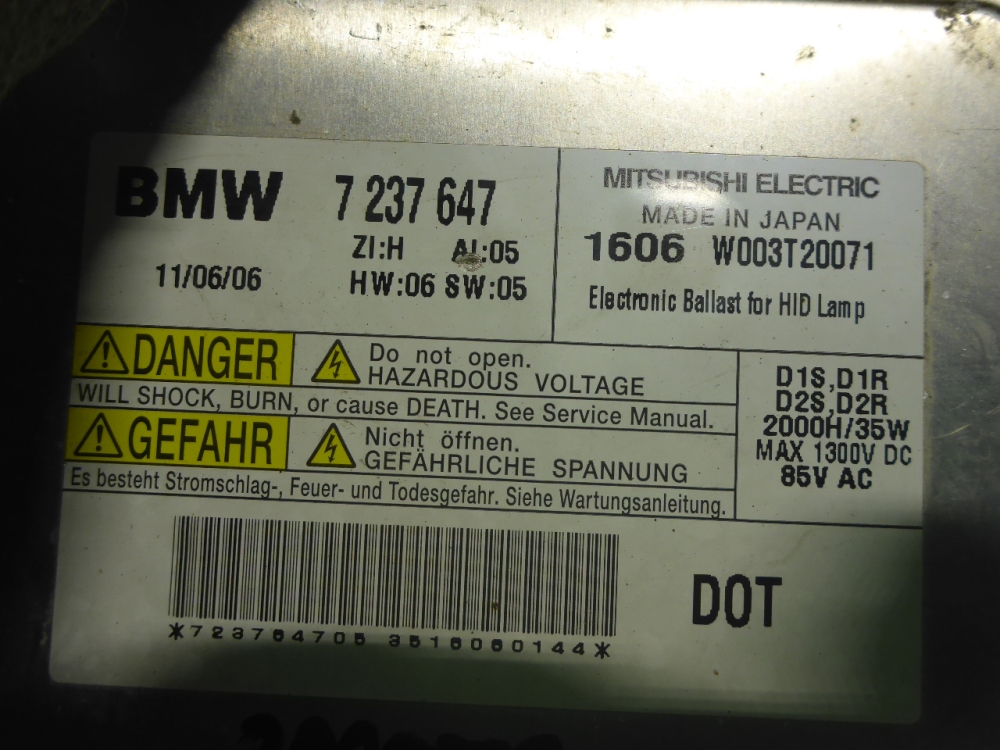 BMW 7 237 647
ZI:H AI:05
11/06/06 HW:06 SW:05
MITSUBISHI ELECTRIC
MADE IN JAPAN
1606 W003T20071
Electronic Ballast for HID Lamp
DANGER Do not open.
HAZARDOUS VOLTAGE
WILL SHOCK, BURN, or cause DEATH. See Service Manual.
GEFAHR Nicht öffnen.
GEFÄHRLICHE SPANNUNG
Es besteht Stromschlag-, Feuer- und Todesgefahr. Siehe Wartungsanleitung.
D1S,D1R
D2S,D2R
2000H/35W
MAX 1300V DC
85V AC
*723764705 3516060144*
DOT